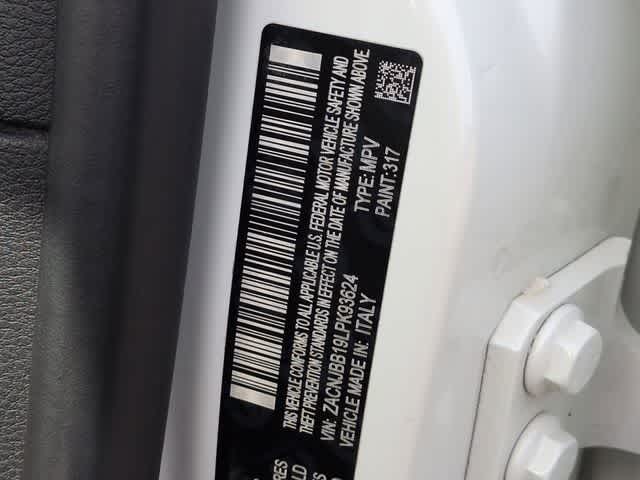 THIS VEHICLE CONFORMS TO ALL APPLICABLE U.S. FEDERAL MOTOR VEHICLE SAFETY AND
THEFT PREVENTION STANDARDS IN EFFECT ON THE DATE OF MANUFACTURE SHOWN ABOVE
VIN: ZACNJBB19LPK93624 TYPE: MPV
VEHICLE MADE IN: ITALY PAINT: 317